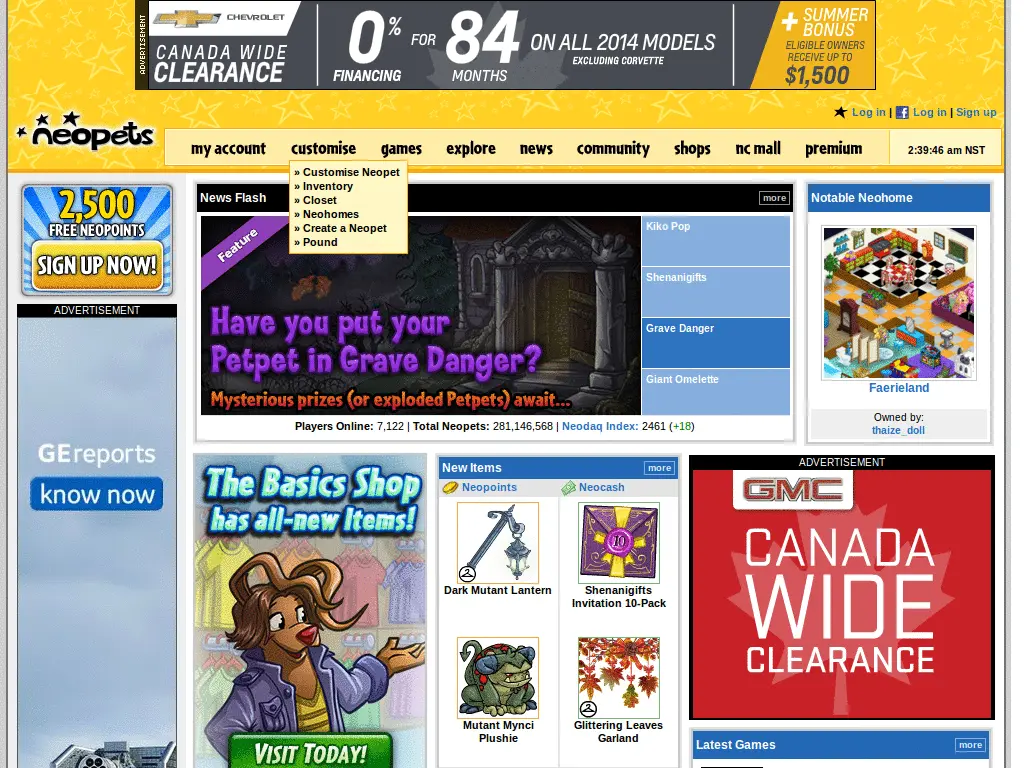 ADVERTISEMENT
CHEVROLET
CANADA WIDE
CLEARANCE
0%
FINANCING
FOR
84
MONTHS
ON ALL 2014 MODELS
EXCLUDING CORVETTE
+ SUMMER
BONUS
ELIGIBLE OWNERS
RECEIVE UP TO
$1,500
neopets
Log in | Log in | Sign up
my account customise games explore news community shops nc mall premium
2:39:46 am NST
» Customise Neopet
» Inventory
» Closet
» Neohomes
» Create a Neopet
» Pound
2,500
FREE NEOPOINTS
SIGN UP NOW!
ADVERTISEMENT
GE reports
know now
News Flash more
Feature
Have you put your
Petpet in Grave Danger?
Mysterious prizes (or exploded Petpets) await...
Kiko Pop
Shenanigifts
Grave Danger
Giant Omelette
Players Online: 7,122 | Total Neopets: 281,146,568 | Neodaq Index: 2461 (+18)
Notable Neohome
Faerieland
Owned by:
thaize_doll
The Basics Shop
has all-new Items!
VISIT TODAY!
New Items more
Neopoints Neocash
10
Dark Mutant Lantern
Shenanigifts
Invitation 10-Pack
Mutant Mynci
Plushie
Glittering Leaves
Garland
ADVERTISEMENT
GMC
CANADA
WIDE
CLEARANCE
Latest Games more